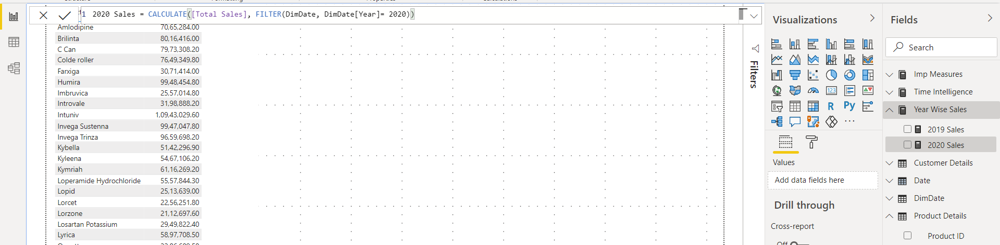 1 2020 Sales = CALCULATE([Total Sales], FILTER(DimDate, DimDate[Year]= 2020))
Amlodipine 70,65,284.00
Brilinta 80,16,416.00
C Can 79,73,308.20
Colde roller 76,49,349.80
Farxiga 30,71,414.00
Humira 99,48,454.80
Imbruvica 25,57,014.80
Introvale 31,98,888.20
Intuniv 1,09,43,029.60
Invega Sustenna 99,47,047.80
Invega Trinza 96,59,698.20
Kybella 51,42,296.90
Kyleena 54,67,106.20
Kymriah 61,16,269.20
Loperamide Hydrochloride 55,57,844.30
Lopid 25,13,639.00
Lorcet 22,56,251.80
Lorzone 21,12,697.60
Losartan Potassium 29,49,822.40
Lyrica 58,97,708.50
Filters
Visualizations
123
R Py
Values
Add data fields here
Drill through
Cross-report
Off
Fields
Search
Imp Measures
Time Intelligence
Year Wise Sales
2019 Sales
2020 Sales
Customer Details
Date
DimDate
Product Details
Product ID